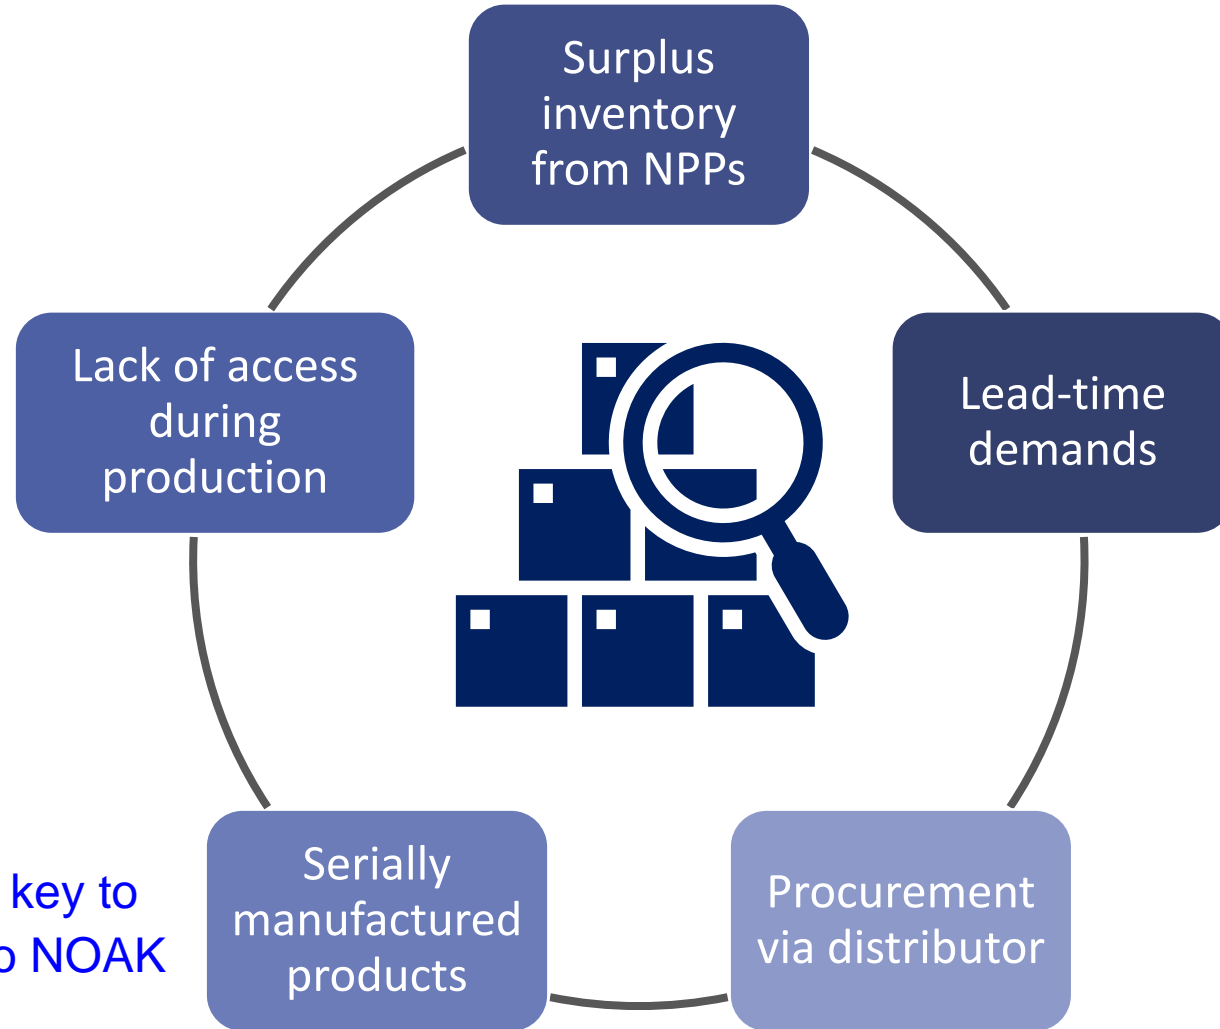 Surplus
inventory
from NPPs
Lead-time
demands
Procurement
via distributor
Serially
manufactured
products
Lack of access
during
production
key to
NOAK